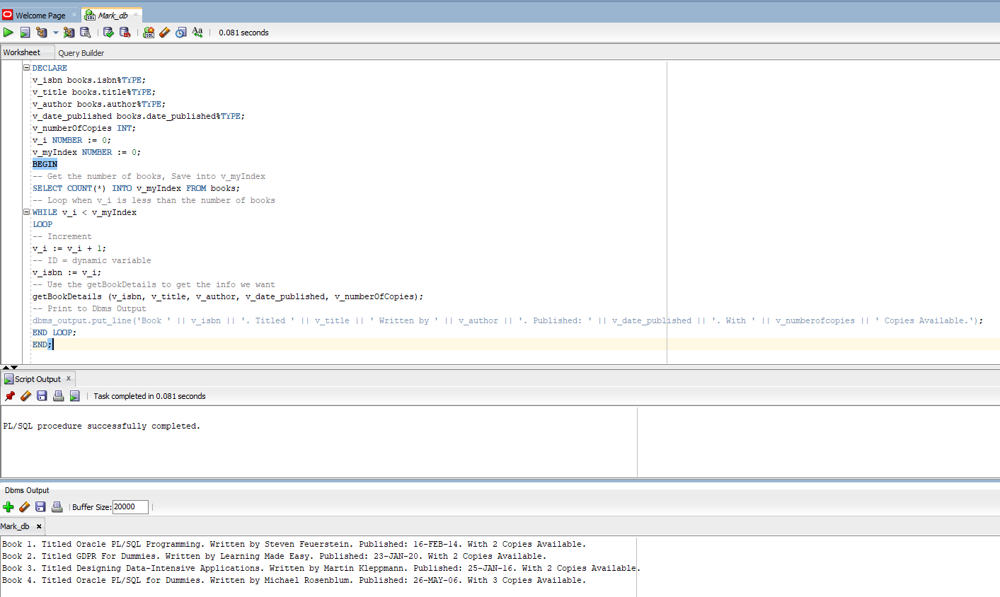 Welcome Page
Mark_db
0.081 seconds
Worksheet
Query Builder
DECLARE
v_isbn books.isbn%TYPE;
v_title books.title%TYPE;
v_author books.author%TYPE;
v_date_published books.date_published%TYPE;
v_numberOfCopies INT;
v_i NUMBER := 0;
v_myIndex NUMBER := 0;
BEGIN
-- Get the number of books, Save into v_myIndex
SELECT COUNT(*) INTO v_myIndex FROM books;
-- Loop when v_i is less than the number of books
WHILE v_i < v_myIndex
LOOP
-- Increment
v_i := v_i + 1;
-- ID = dynamic variable
v_isbn := v_i;
-- Use the getBookDetails to get the info we want
getBookDetails (v_isbn, v_title, v_author, v_date_published, v_numberOfCopies);
-- Print to Dbms Output
dbms_output.put_line('Book ' || v_isbn || '. Titled ' || v_title || ' Written by ' || v_author || '. Published: ' || v_date_published || '. With ' || v_numberofcopies || ' Copies Available.');
END LOOP;
END;
Script Output
Task completed in 0.081 seconds
PL/SQL procedure successfully completed.
Dbms Output
Buffer Size: 20000
Mark_db
Book 1. Titled Oracle PL/SQL Programming. Written by Steven Feuerstein. Published: 16-FEB-14. With 2 Copies Available.
Book 2. Titled GDPR For Dummies. Written by Learning Made Easy. Published: 23-JAN-20. With 2 Copies Available.
Book 3. Titled Designing Data-Intensive Applications. Written by Martin Kleppmann. Published: 25-JAN-16. With 2 Copies Available.
Book 4. Titled Oracle PL/SQL for Dummies. Written by Michael Rosenblum. Published: 26-MAY-06. With 3 Copies Available.